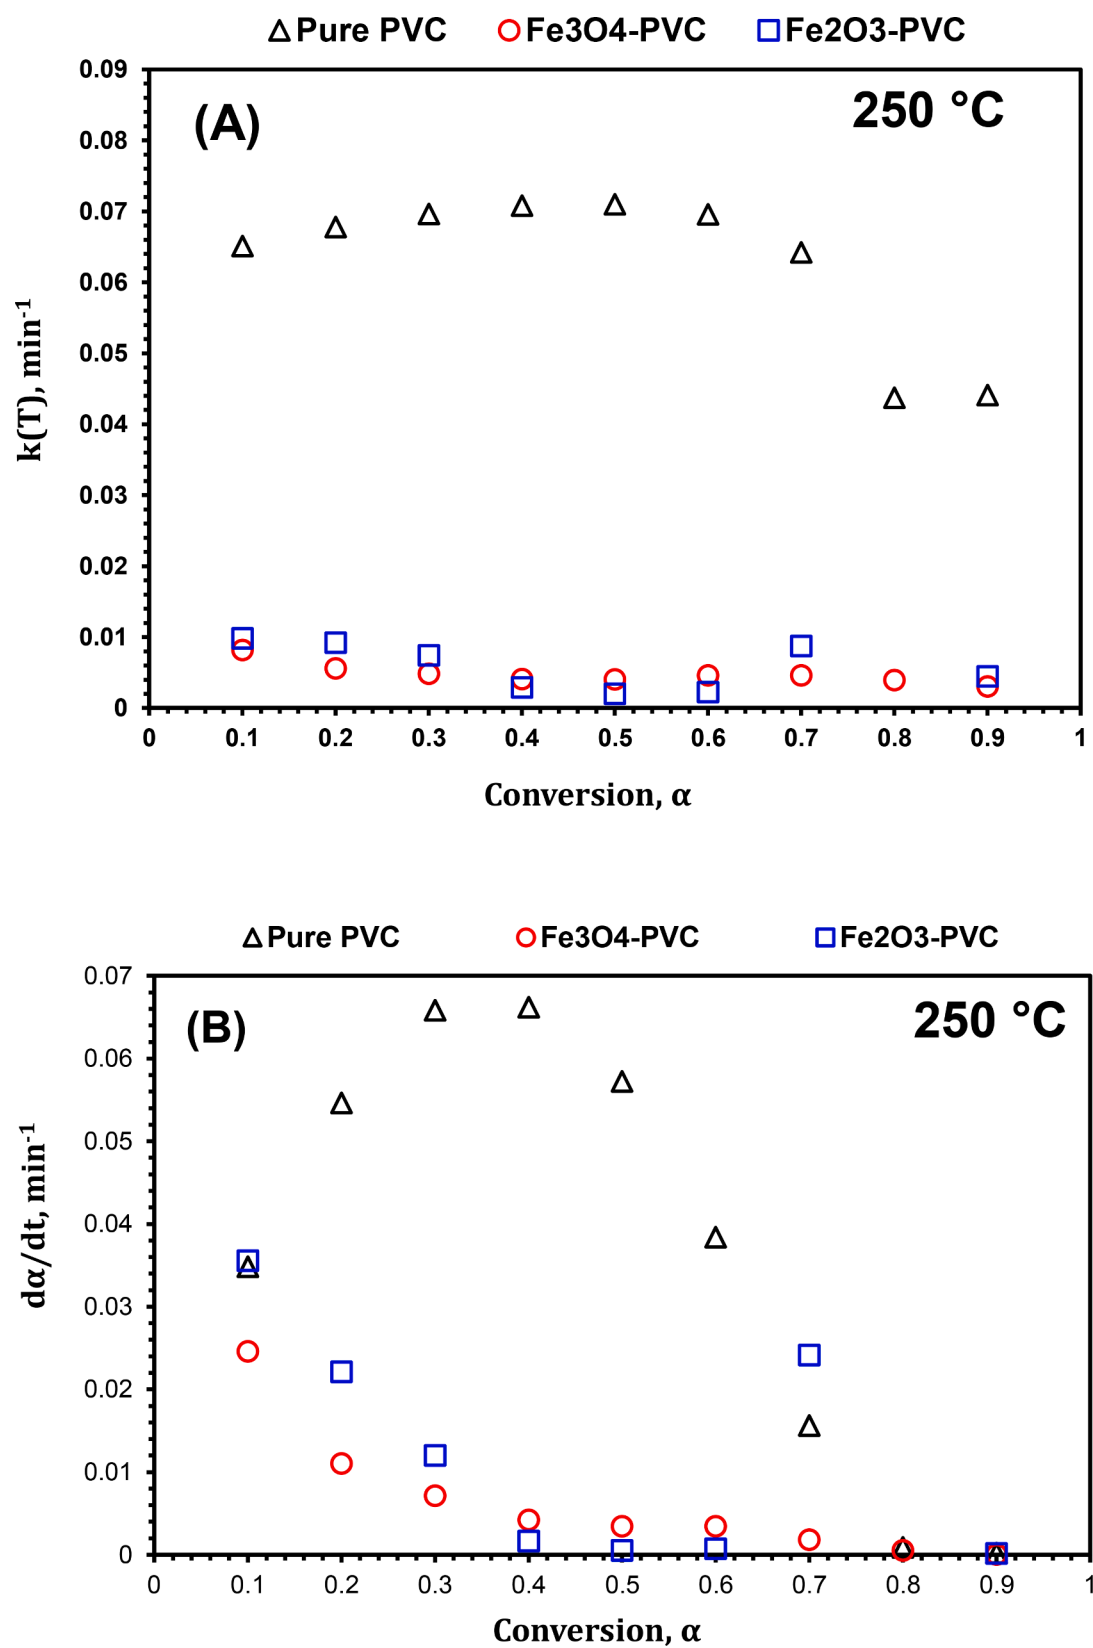 Pure PVC Fe3O4-PVC Fe2O3-PVC
0.09
(A) 250 °C
0.08
0.07
0.06
0.05
k(T), min-1
0.04
0.03
0.02
0.01
0
0 0.1 0.2 0.3 0.4 0.5 0.6 0.7 0.8 0.9 1
Conversion, α
Pure PVC Fe3O4-PVC Fe2O3-PVC
0.07
(B) 250 °C
0.06
0.05
0.04
dα/dt, min-1
0.03
0.02
0.01
0
0 0.1 0.2 0.3 0.4 0.5 0.6 0.7 0.8 0.9 1
Conversion, α